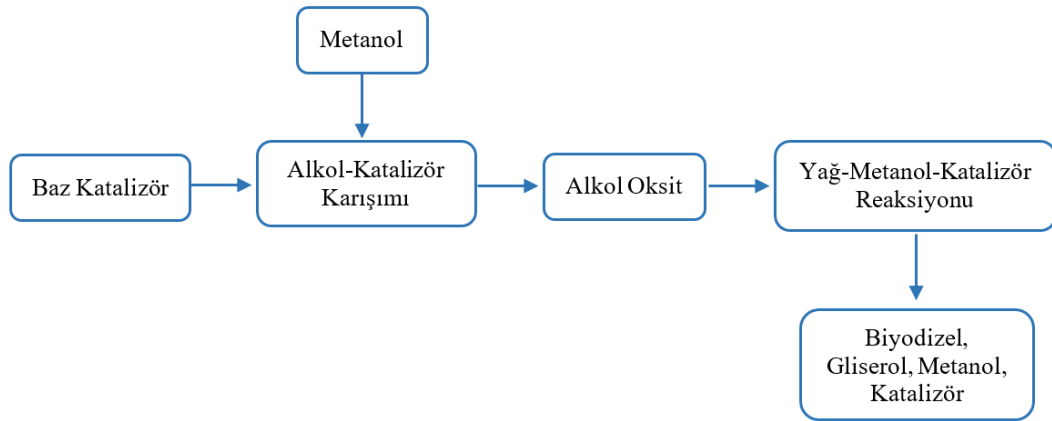 Metanol
Baz Katalizör
Alkol-Katalizör
Karışımı
Alkol Oksit
Yağ-Metanol-Katalizör
Reaksiyonu
Biyodizel,
Gliserol, Metanol,
Katalizör